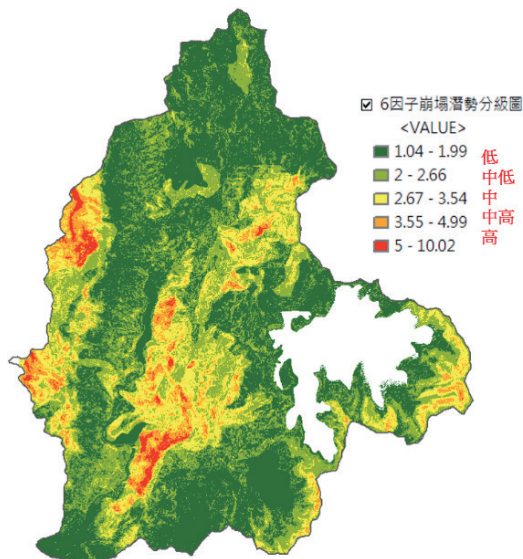 6因子崩塌潛勢分級圖
<VALUE>
1.04 - 1.99 低
2 - 2.66 中低
2.67 - 3.54 中
3.55 - 4.99 中高
5 - 10.02 高